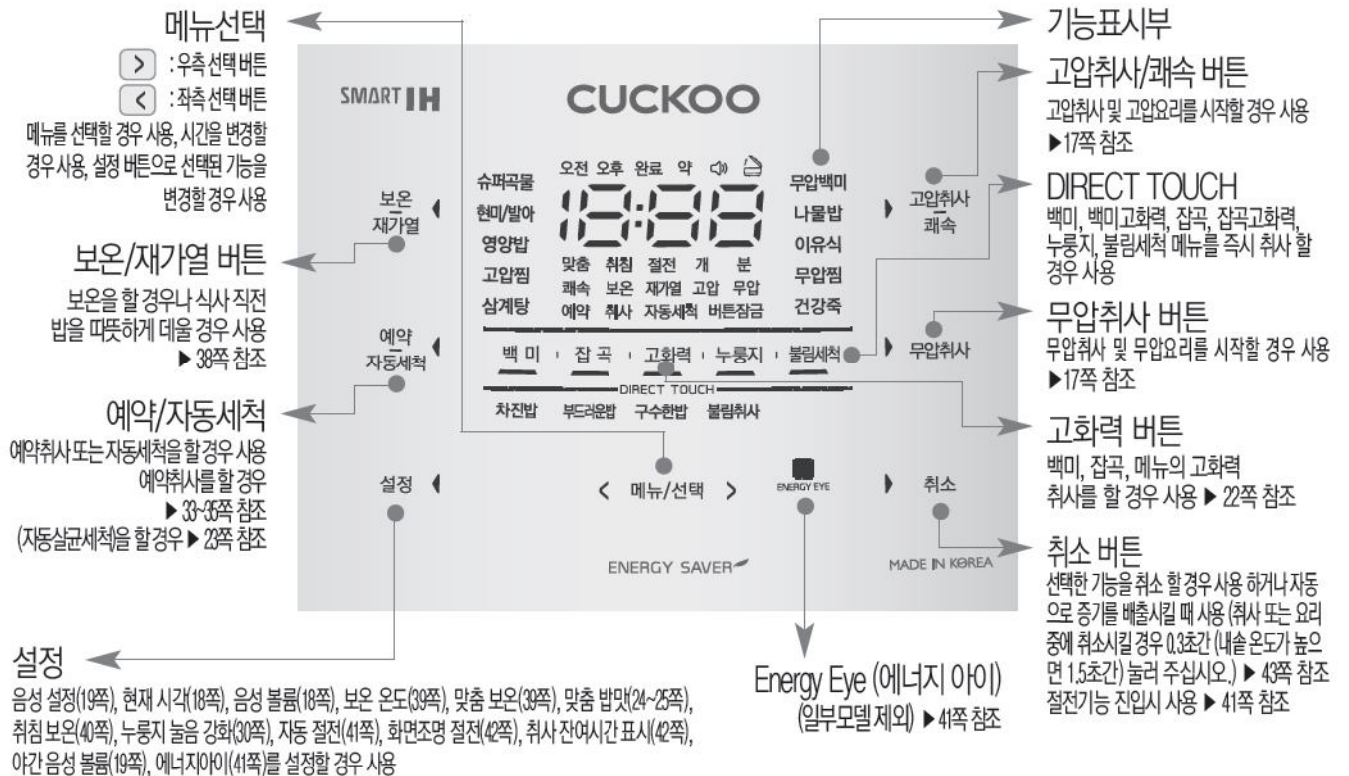 메뉴선택
> : 우측 선택 버튼
< : 좌측 선택 버튼
메뉴를 선택할 경우 사용, 시간을 변경할
경우 사용, 설정 버튼으로 선택된 기능을
변경할 경우 사용
보온/재가열 버튼
보온을 할 경우나 식사 직전
밥을 따뜻하게 데울 경우 사용
▶ 38쪽 참조
예약/자동세척
예약취사 또는 자동세척을 할 경우 사용
예약취사를 할 경우
▶ 33~35쪽 참조
(자동살균세척)을 할 경우 ▶ 23쪽 참조
설정
음성 설정(19쪽), 현재 시각(18쪽), 음성 볼륨(18쪽), 보온 온도(39쪽), 맞춤 보온(39쪽), 맞춤 밥맛(24~25쪽),
취침 보온(40쪽), 누룽지 눌음 강화(30쪽), 자동 절전(41쪽), 화면조명 절전(42쪽), 취사 잔여시간 표시(42쪽),
야간 음성 볼륨(19쪽), 에너지아이(41쪽)를 설정할 경우 사용
SMART IH
CUCKOO
보온
재가열
예약
자동세척
설정
슈퍼곡물
현미/발아
영양밥
고압찜
삼계탕
오전 오후 완료 약
18:88
맞춤 취침 절전 개 분
쾌속 보온 재가열 고압 무압
예약 취사 자동세척 버튼잠금
무압백미
나물밥
이유식
무압찜
건강죽
고압취사
쾌속
무압취사
취소
백미 잡곡 고화력 누룽지 불림세척
DIRECT TOUCH
차진밥 부드러운밥 구수한밥 불림취사
< 메뉴/선택 >
ENERGY EYE
ENERGY SAVER
MADE IN KOREA
기능표시부
고압취사/쾌속 버튼
고압취사 및 고압요리를 시작할 경우 사용
▶17쪽 참조
DIRECT TOUCH
백미, 백미고화력, 잡곡, 잡곡고화력,
누룽지, 불림세척 메뉴를 즉시 취사 할
경우 사용
무압취사 버튼
무압취사 및 무압요리를 시작할 경우 사용
▶17쪽 참조
고화력 버튼
백미, 잡곡, 메뉴의 고화력
취사를 할 경우 사용 ▶ 22쪽 참조
취소 버튼
선택한 기능을 취소 할 경우 사용 하거나 자동
으로 증기를 배출시킬 때 사용 (취사 또는 요리
중에 취소시킬 경우 0.3초간 (내솥 온도가 높으
면 1.5초간) 눌러 주십시오.) ▶ 43쪽 참조
절전기능 진입시 사용 ▶ 41쪽 참조
Energy Eye (에너지 아이)
(일부모델 제외) ▶ 41쪽 참조